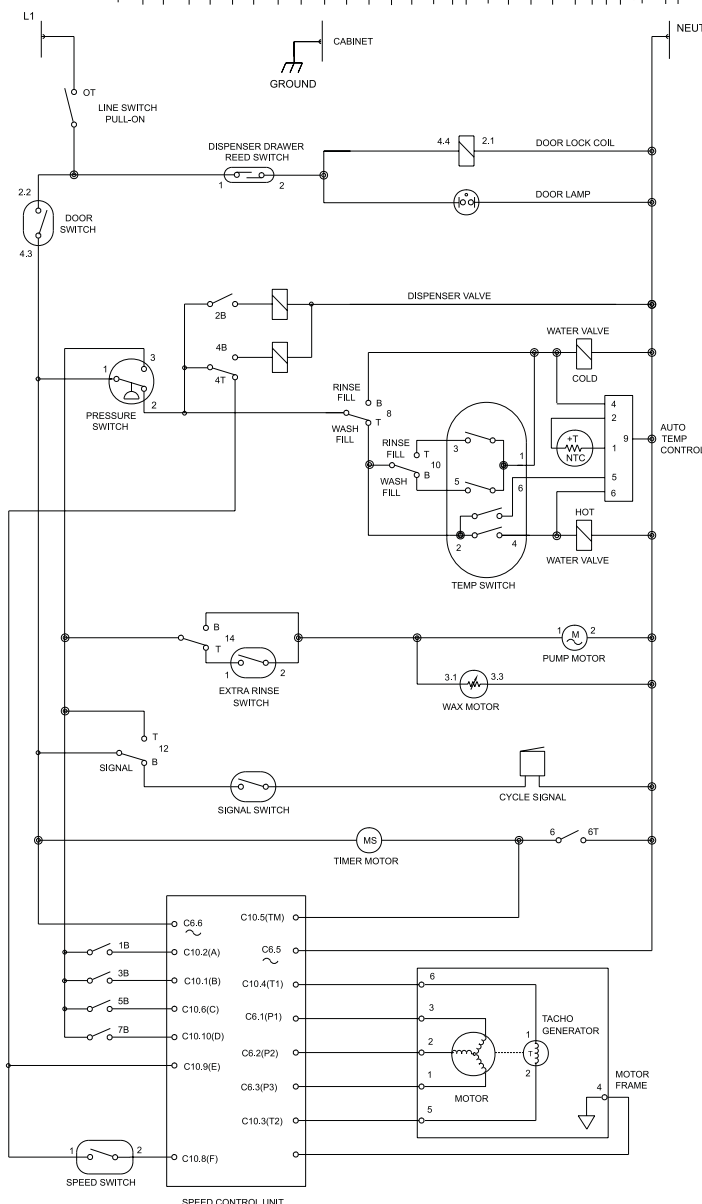 L1
NEUT
CABINET
GROUND
OT
LINE SWITCH
PULL-ON
DISPENSER DRAWER
REED SWITCH
1 2
4.4 2.1 DOOR LOCK COIL
DOOR LAMP
2.2
DOOR
SWITCH
4.3
DISPENSER VALVE
2B
4B
4T
1 3
2
PRESSURE
SWITCH
WATER VALVE
COLD
RINSE
FILL
B
8
T
WASH
FILL
RINSE
FILL
T
10
B
WASH
FILL
3
1
5
6
2 4
TEMP SWITCH
4
2
+T
NTC
1
9
5
6
AUTO
TEMP
CONTROL
HOT
WATER VALVE
B
14
T
1 2
EXTRA RINSE
SWITCH
1 M 2
PUMP MOTOR
3.1 3.3
WAX MOTOR
T
12
B
SIGNAL
SIGNAL SWITCH
CYCLE SIGNAL
MS
TIMER MOTOR
6 6T
C6.6
C10.5(TM)
1B
C10.2(A)
C6.5
3B
C10.1(B)
C10.4(T1)
5B
C10.6(C)
C6.1(P1)
7B
C10.10(D)
C6.2(P2)
C10.9(E)
C6.3(P3)
C10.3(T2)
1 2
C10.8(F)
SPEED SWITCH
6
3
2
1
5
MOTOR
1
T
2
TACHO
GENERATOR
4
MOTOR
FRAME
SPEED CONTROL UNIT